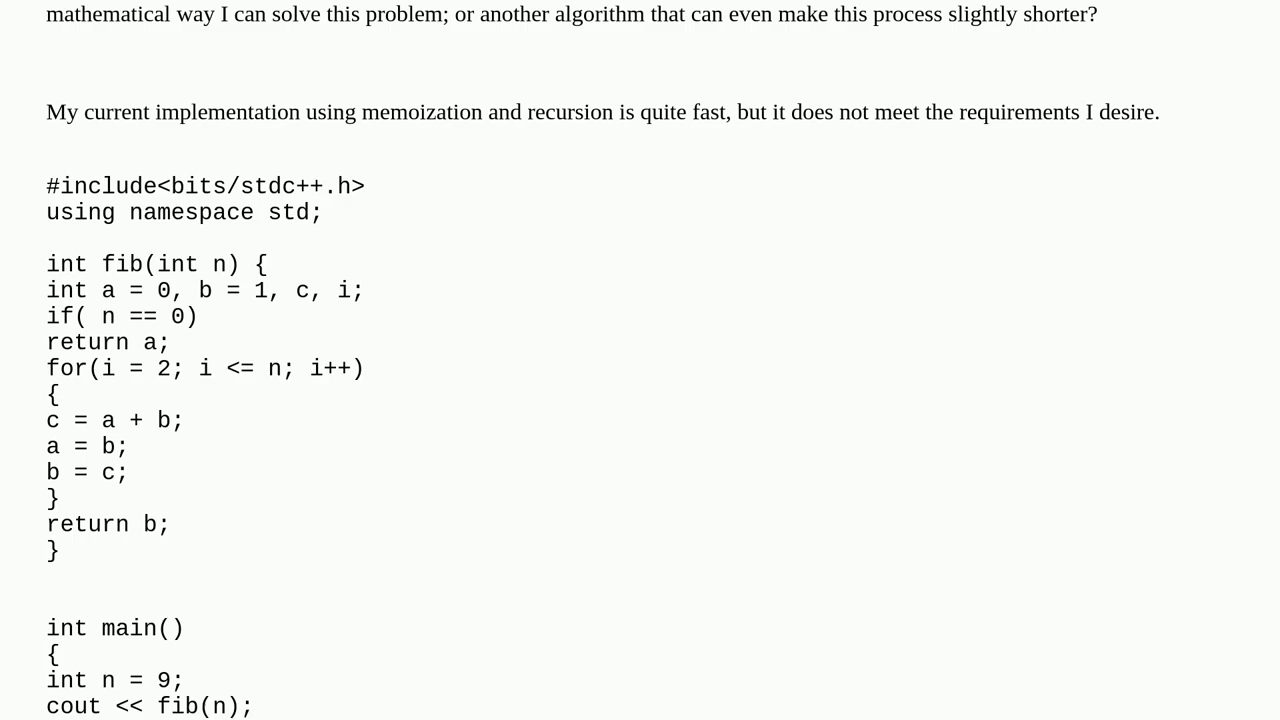 mathematical way I can solve this problem; or another algorithm that can even make this process slightly shorter?
My current implementation using memoization and recursion is quite fast, but it does not meet the requirements I desire.
#include<bits/stdc++.h>
using namespace std;
int fib(int n) {
int a = 0, b = 1, c, i;
if( n == 0)
return a;
for(i = 2; i <= n; i++)
{
c = a + b;
a = b;
b = c;
}
return b;
}
int main()
{
int n = 9;
cout << fib(n);